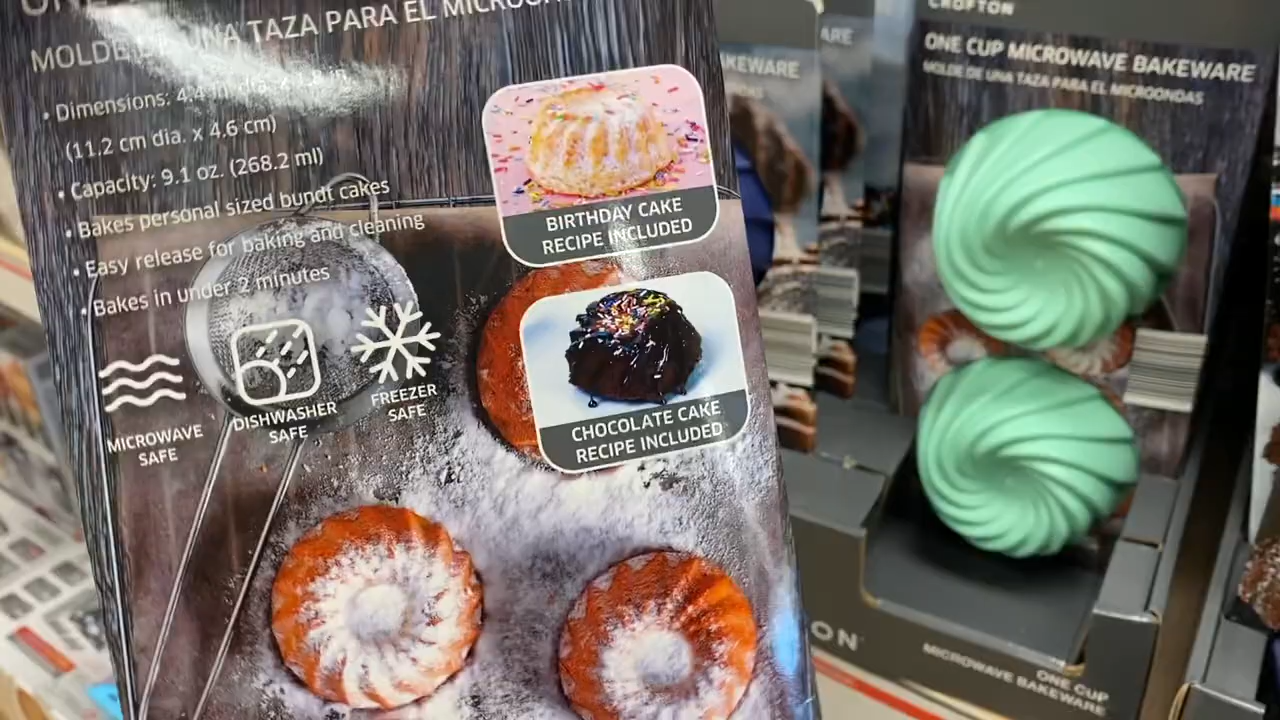 MOLDE DE UNA TAZA PARA EL MICROONDAS
• Dimensions: 4.4 in. dia.
(11.2 cm dia. x 4.6 cm)
• Capacity: 9.1 oz. (268.2 ml)
• Bakes personal sized bundt cakes
• Easy release for baking and cleaning
• Bakes in under 2 minutes
MICROWAVE
SAFE
DISHWASHER
SAFE
FREEZER
SAFE
BIRTHDAY CAKE
RECIPE INCLUDED
CHOCOLATE CAKE
RECIPE INCLUDED
CROFTON
ONE CUP MICROWAVE BAKEWARE
MOLDE DE UNA TAZA PARA EL MICROONDAS
ONE CUP
MICROWAVE BAKEWARE